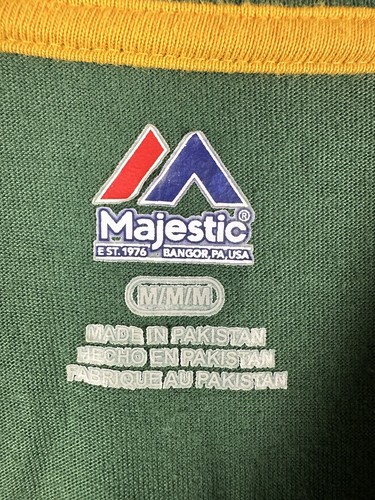 Majestic®
EST. 1976 BANGOR, PA, USA
M/M/M
MADE IN PAKISTAN
HECHO EN PAKISTAN
FABRIQUE AU PAKISTAN